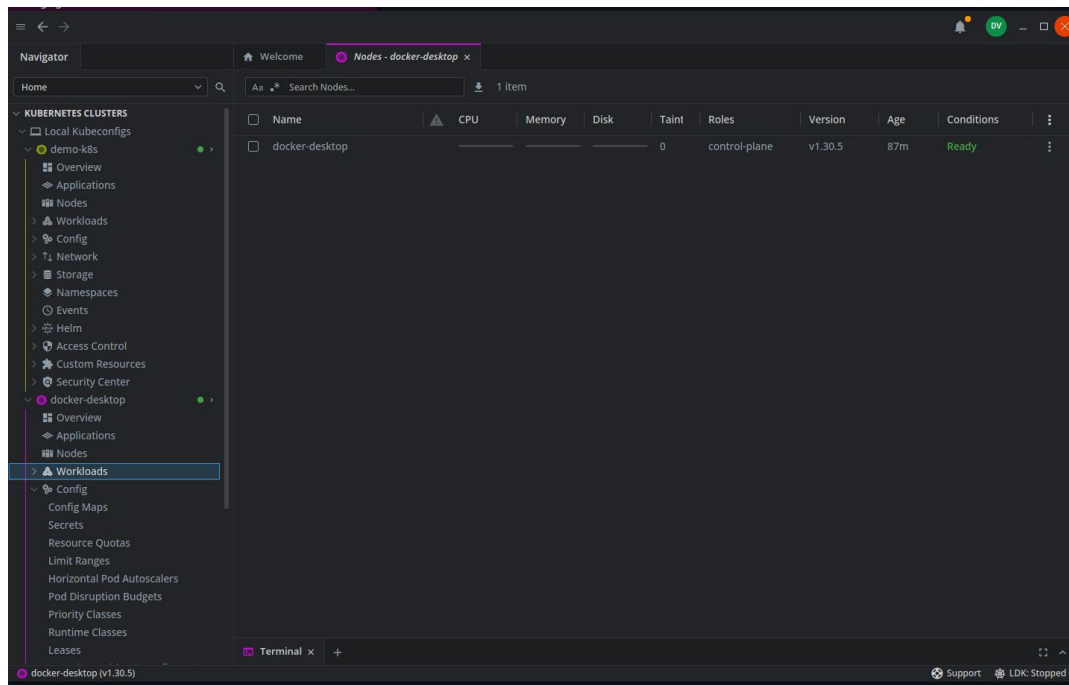 DV
Navigator
Welcome
Nodes - docker-desktop
Home
Aa .* Search Nodes...
1 item
KUBERNETES CLUSTERS
Local Kubeconfigs
demo-k8s
Overview
Applications
Nodes
Workloads
Config
Network
Storage
Namespaces
Events
Helm
Access Control
Custom Resources
Security Center
docker-desktop
Overview
Applications
Nodes
Workloads
Config
Config Maps
Secrets
Resource Quotas
Limit Ranges
Horizontal Pod Autoscalers
Pod Disruption Budgets
Priority Classes
Runtime Classes
Leases
Name CPU Memory Disk Taint Roles Version Age Conditions
docker-desktop 0 control-plane v1.30.5 87m Ready
Terminal
docker-desktop (v1.30.5)
Support LDK: Stopped